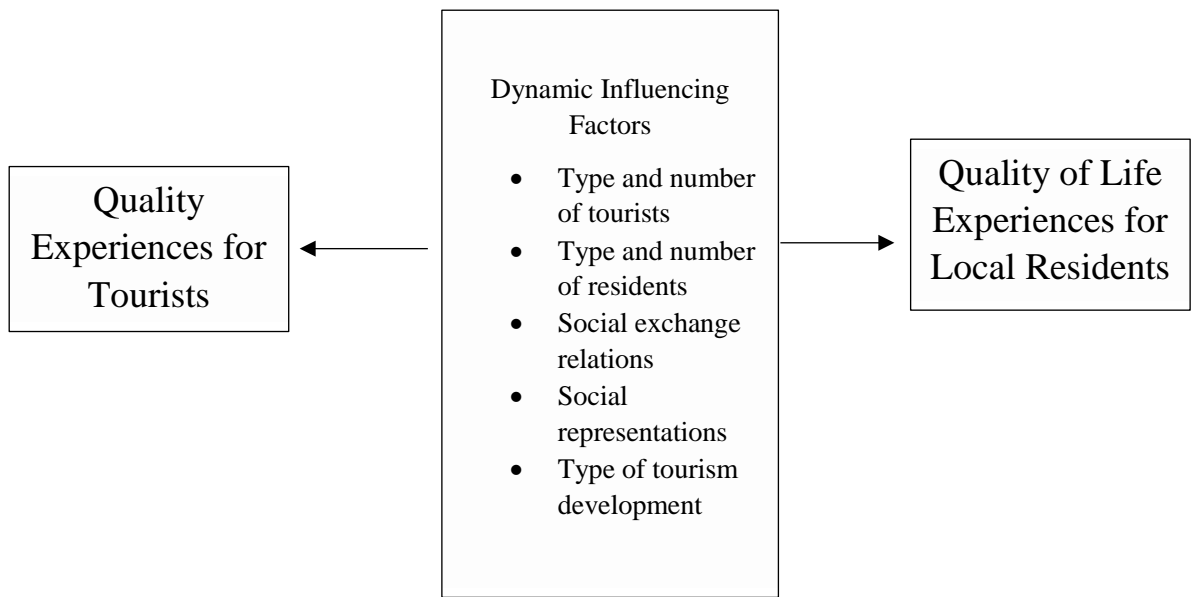 Quality
Experiences for
Tourists
Dynamic Influencing
Factors
• Type and number
of tourists
• Type and number
of residents
• Social exchange
relations
• Social
representations
• Type of tourism
development
Quality of Life
Experiences for
Local Residents